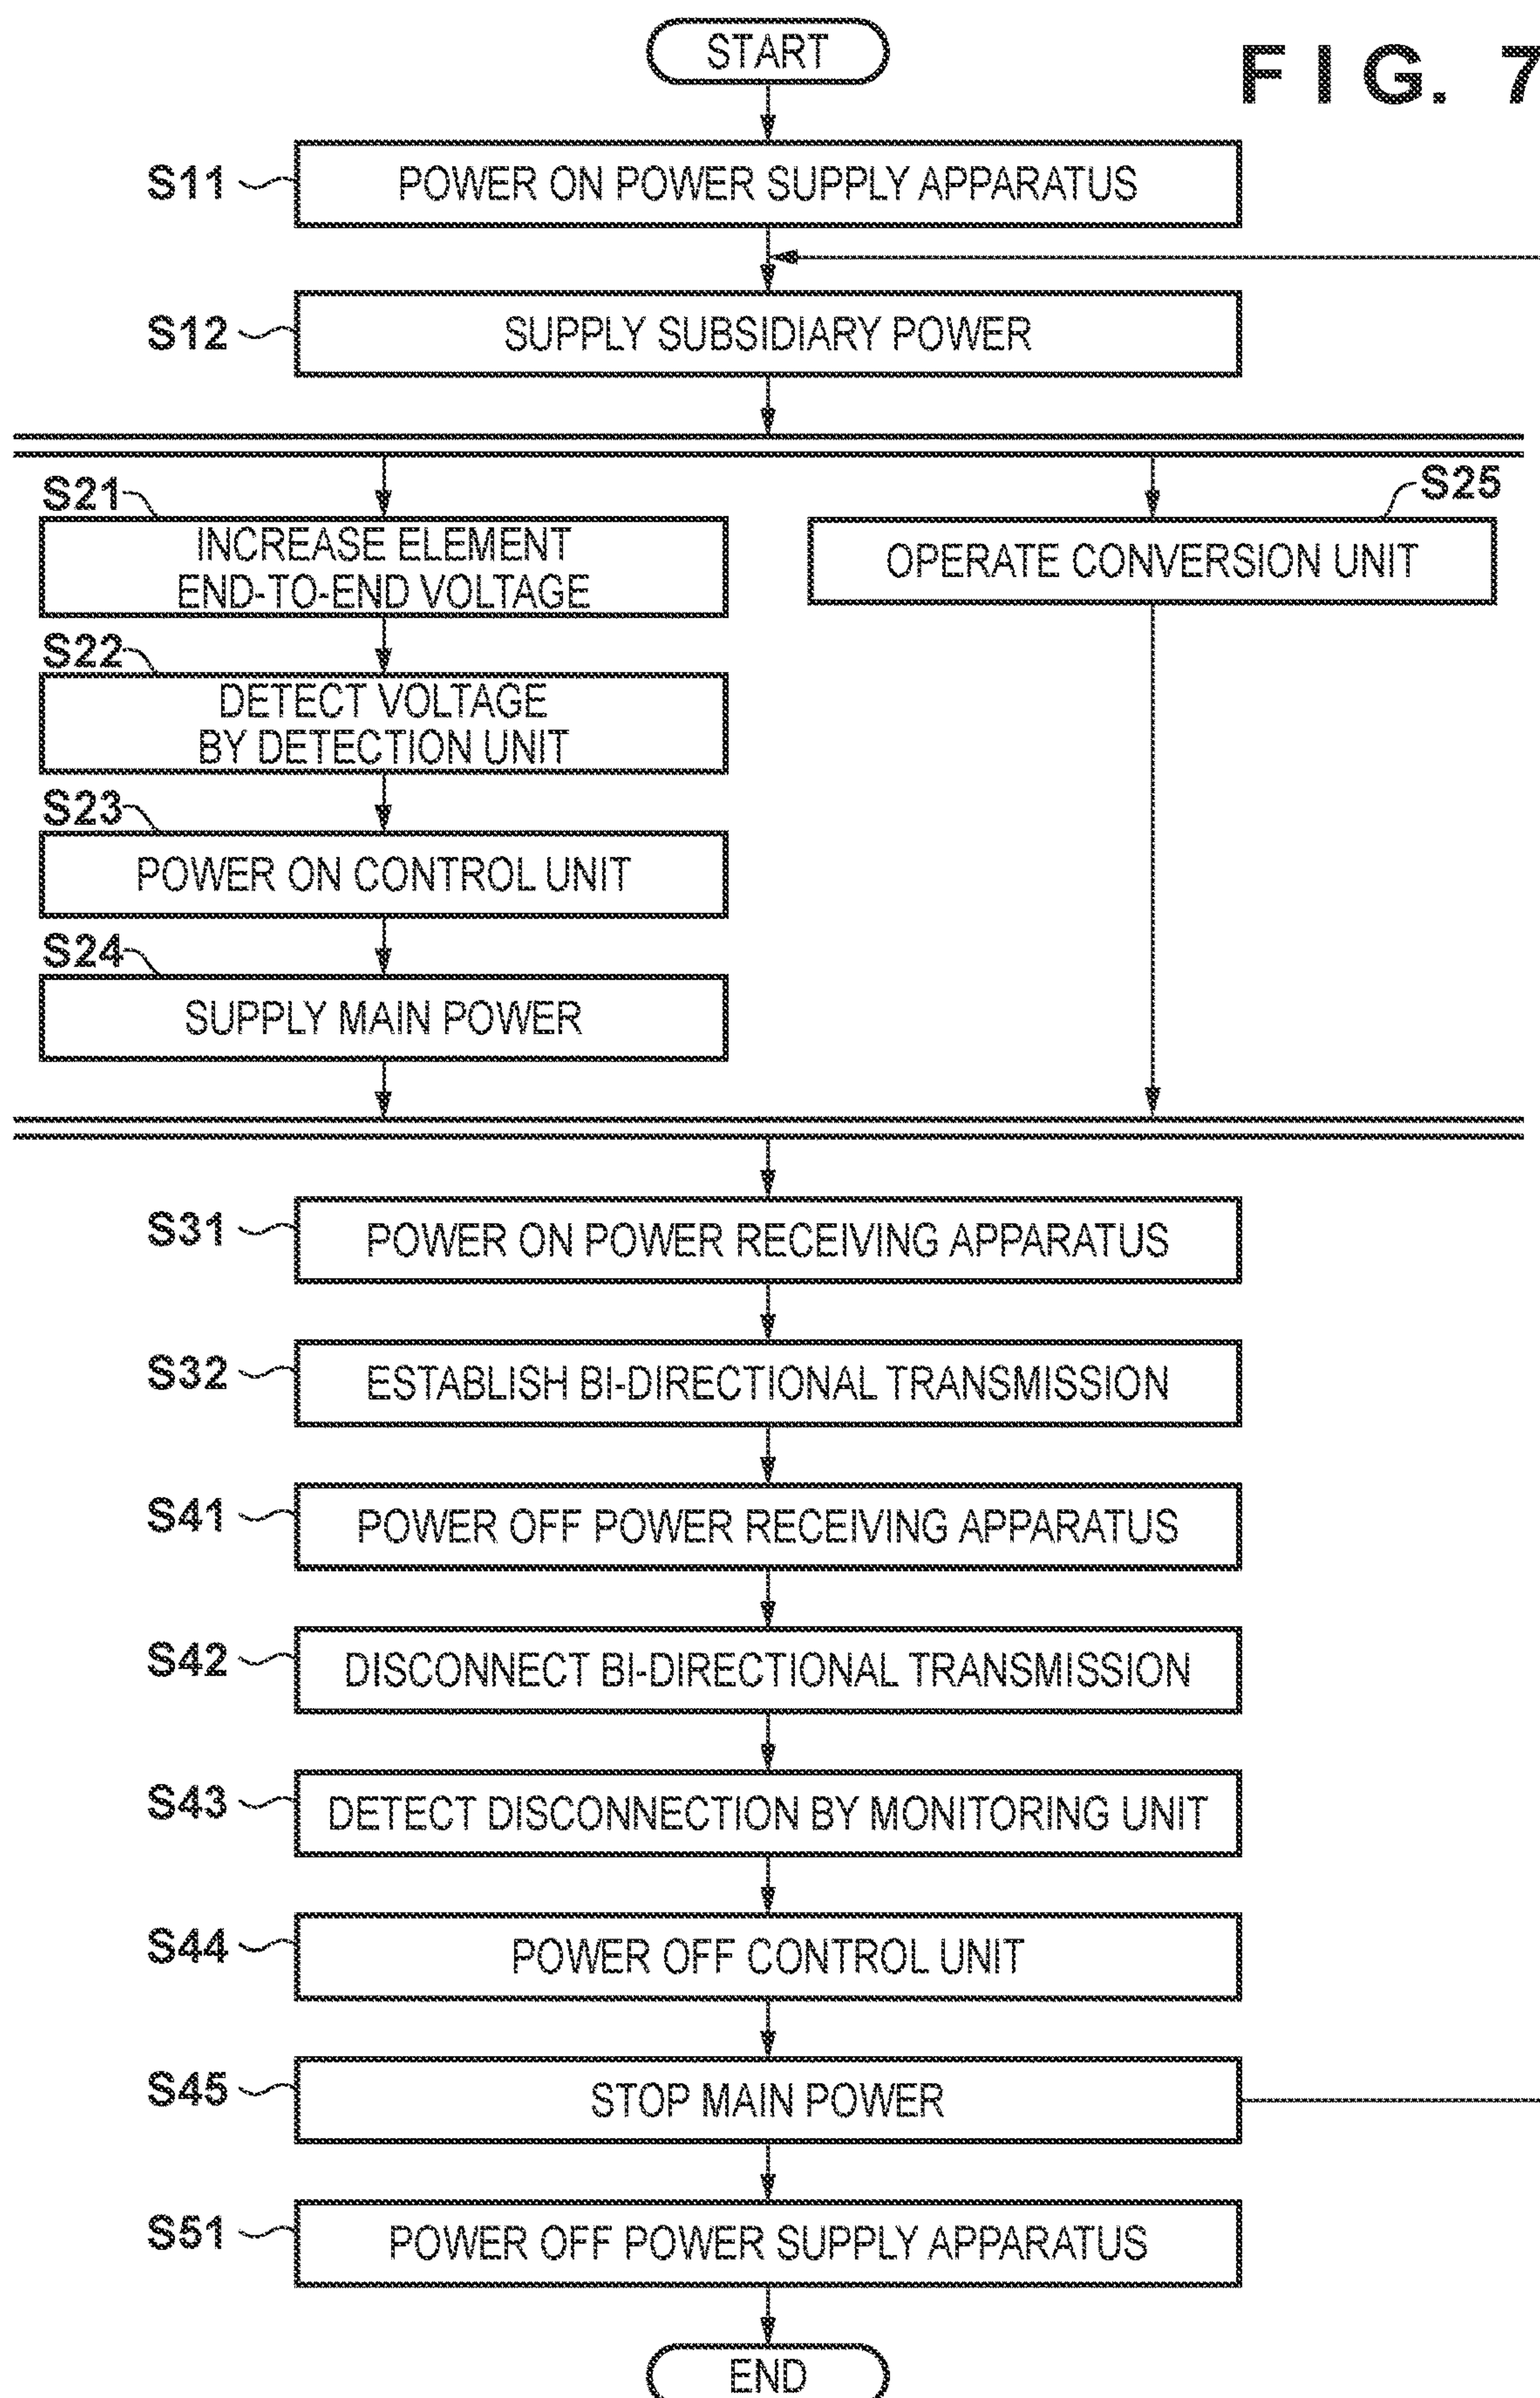 START
FIG. 7
S11
POWER ON POWER SUPPLY APPARATUS
S12
SUPPLY SUBSIDIARY POWER
S21
INCREASE ELEMENT
END-TO-END VOLTAGE
S25
OPERATE CONVERSION UNIT
S22
DETECT VOLTAGE
BY DETECTION UNIT
S23
POWER ON CONTROL UNIT
S24
SUPPLY MAIN POWER
S31
POWER ON POWER RECEIVING APPARATUS
S32
ESTABLISH BI-DIRECTIONAL TRANSMISSION
S41
POWER OFF POWER RECEIVING APPARATUS
S42
DISCONNECT BI-DIRECTIONAL TRANSMISSION
S43
DETECT DISCONNECTION BY MONITORING UNIT
S44
POWER OFF CONTROL UNIT
S45
STOP MAIN POWER
S51
POWER OFF POWER SUPPLY APPARATUS
END